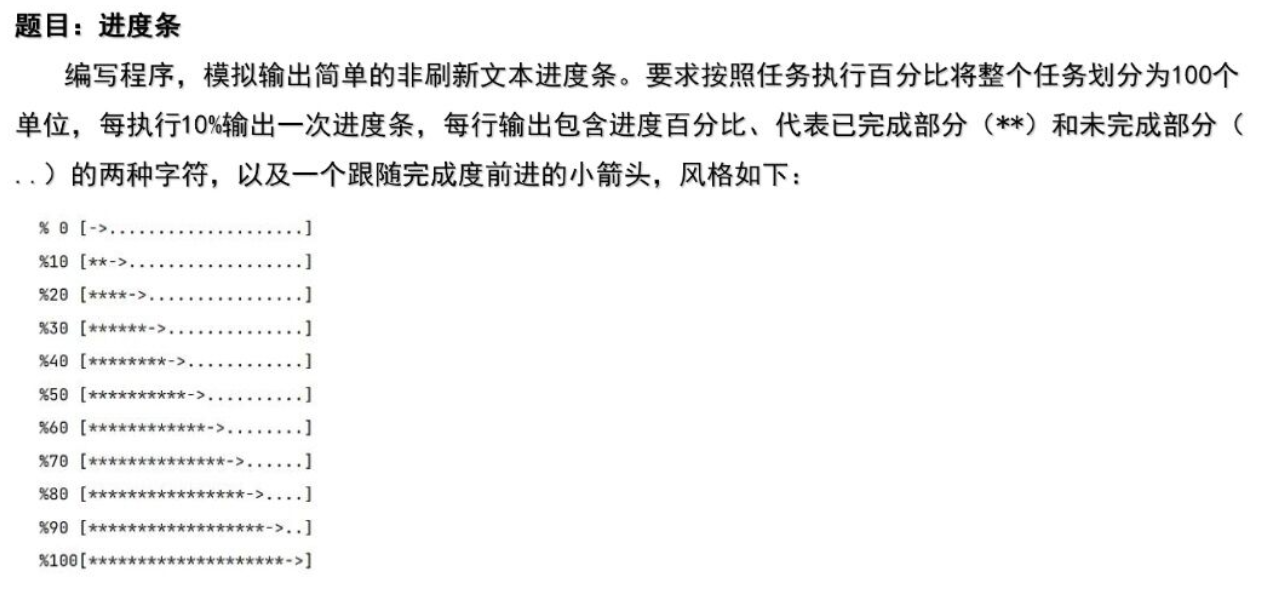 题目：进度条
编写程序，模拟输出简单的非刷新文本进度条。要求按照任务执行百分比将整个任务划分为100个
单位，每执行10%输出一次进度条，每行输出包含进度百分比、代表已完成部分（**）和未完成部分（
..）的两种字符，以及一个跟随完成度前进的小箭头，风格如下：
% 0 [->....................]
%10 [**->..................]
%20 [****->................]
%30 [******->..............]
%40 [********->............]
%50 [**********->..........]
%60 [************->........]
%70 [**************->......]
%80 [****************->....]
%90 [******************->..]
%100[********************->]